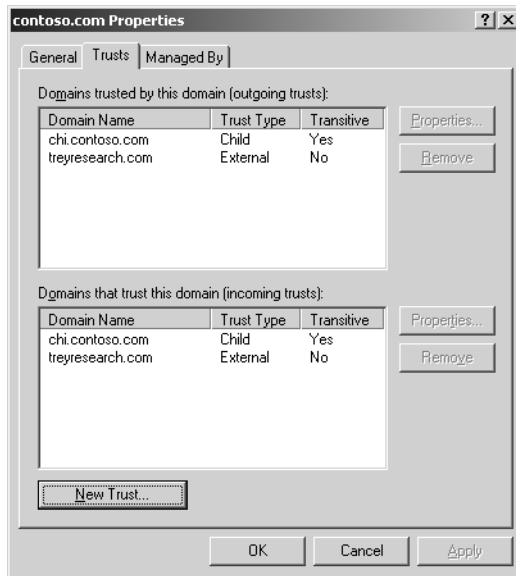 contoso.com Properties
General Trusts Managed By
Domains trusted by this domain (outgoing trusts):
Domain Name Trust Type Transitive
chi.contoso.com Child Yes
treyresearch.com External No
Properties...
Remove
Domains that trust this domain (incoming trusts):
Domain Name Trust Type Transitive
chi.contoso.com Child Yes
treyresearch.com External No
Properties...
Remove
New Trust...
OK Cancel Apply